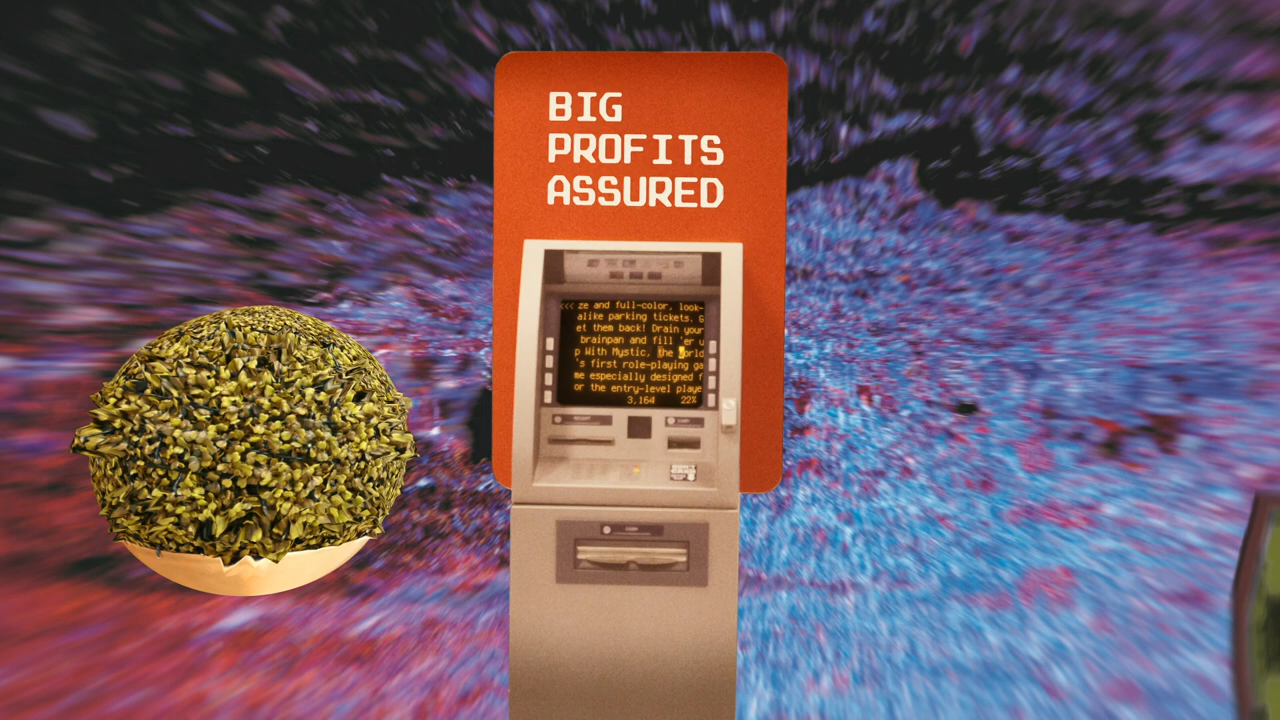 BIG
PROFITS
ASSURED
<<< ze and full-color, look-
alike parking tickets. G
et them back! Drain your
brainpan and fill 'er u
p With Mystic, the world
's first role-playing ga
me especially designed f
or the entry-level playe
3,164 22%